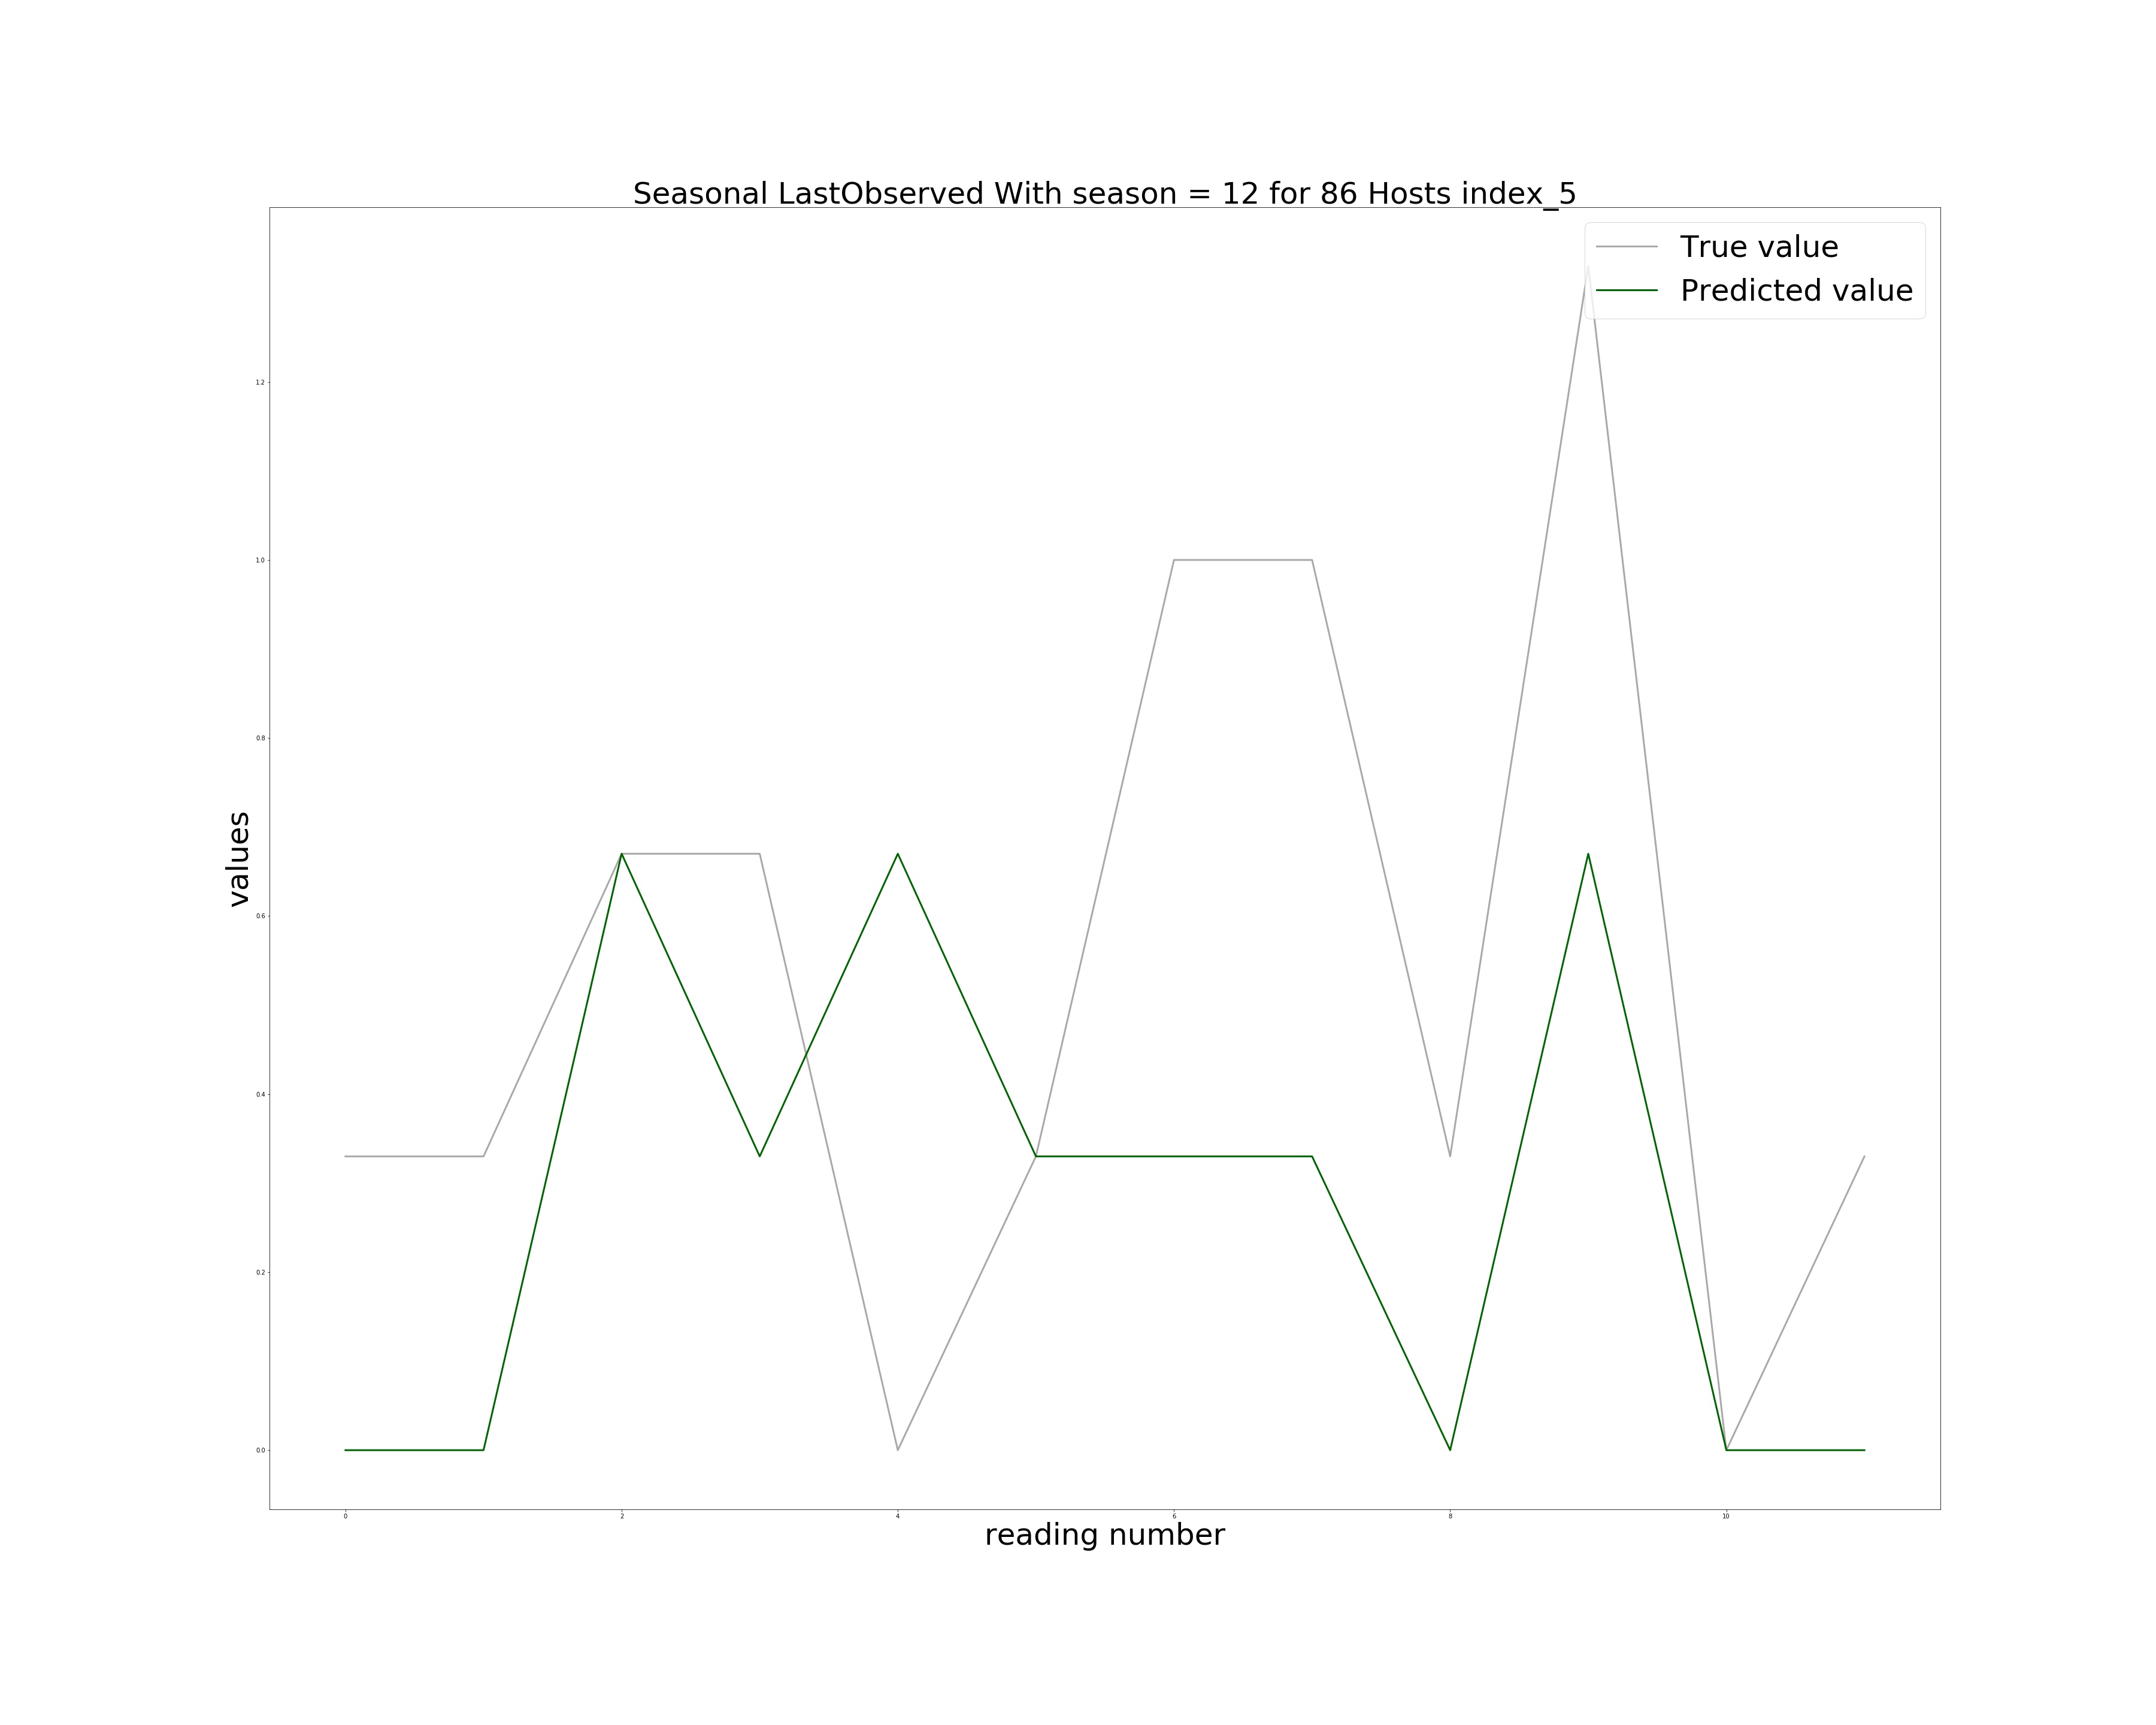 Seasonal LastObserved With season = 12 for 86 Hosts index_5
True value
Predicted value
1.2
1.0
0.8
0.6
0.4
0.2
0.0
values
0 2 4 6 8 10
reading number